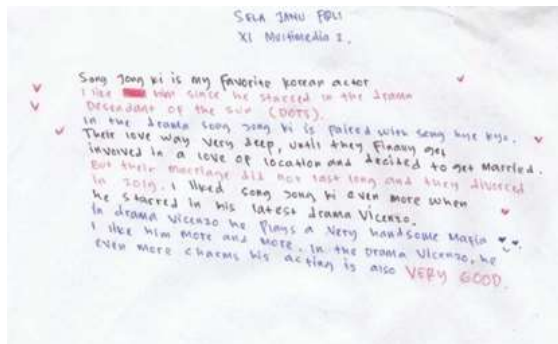 SELA JANU FOLI
XI Multimedia 2.
Song Jong ki is my favorite korean actor
I like him since he starred in the drama
Descendant of the sun (DOTS).
in the drama song jong ki is paired with song hye kyo.
Their love way very deep, until they finally get
involved in a love of location and decided to get married.
But their marriage did not last long and they divorced
in 2019. I liked song jong ki even more when
he starred in his latest drama Vicenzo.
In drama Vicenzo he plays a very handsome Mafia
I like him more and more. In the Drama Vicenzo, he
even more charms his acting is also VERY GOOD.